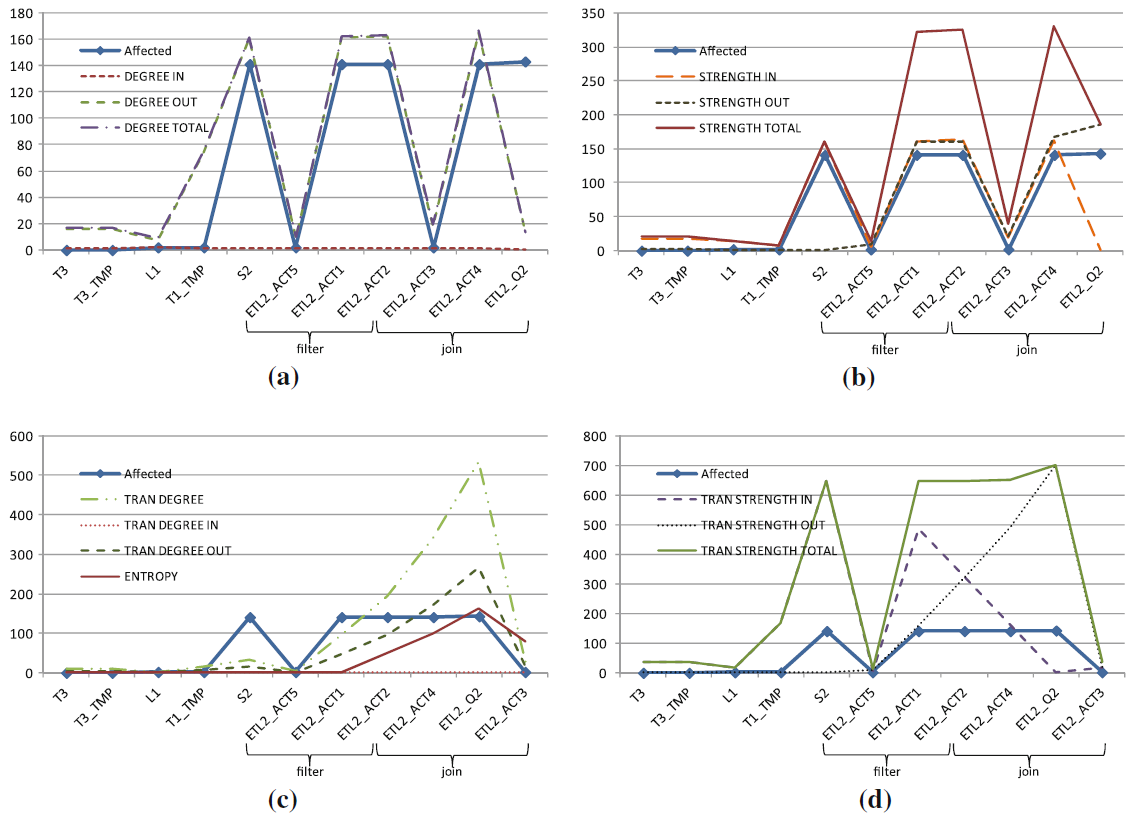 180
160
140
120
100
80
60
40
20
0
Affected
DEGREE IN
DEGREE OUT
DEGREE TOTAL
T3
T3_TMP
L1
T1_TMP
S2
ETL2_ACT5
ETL2_ACT1
ETL2_ACT2
ETL2_ACT3
ETL2_ACT4
ETL2_Q2
filter
join
(a)
350
300
250
200
150
100
50
0
Affected
STRENGTH IN
STRENGTH OUT
STRENGTH TOTAL
T3
T3_TMP
L1
T1_TMP
S2
ETL2_ACT5
ETL2_ACT1
ETL2_ACT2
ETL2_ACT3
ETL2_ACT4
ETL2_Q2
filter
join
(b)
600
500
400
300
200
100
0
Affected
TRAN DEGREE
TRAN DEGREE IN
TRAN DEGREE OUT
ENTROPY
T3
T3_TMP
L1
T1_TMP
S2
ETL2_ACT5
ETL2_ACT1
ETL2_ACT2
ETL2_ACT4
ETL2_Q2
ETL2_ACT3
filter
join
(c)
800
700
600
500
400
300
200
100
0
Affected
TRAN STRENGTH IN
TRAN STRENGTH OUT
TRAN STRENGTH TOTAL
T3
T3_TMP
L1
T1_TMP
S2
ETL2_ACT5
ETL2_ACT1
ETL2_ACT2
ETL2_ACT4
ETL2_Q2
ETL2_ACT3
filter
join
(d)